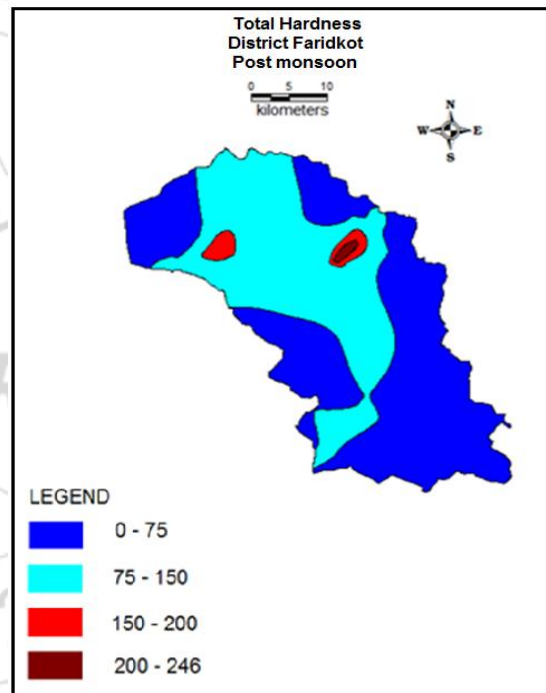 Total Hardness
District Faridkot
Post monsoon
0 5 10
kilometers
N
W E
S
LEGEND
0 - 75
75 - 150
150 - 200
200 - 246